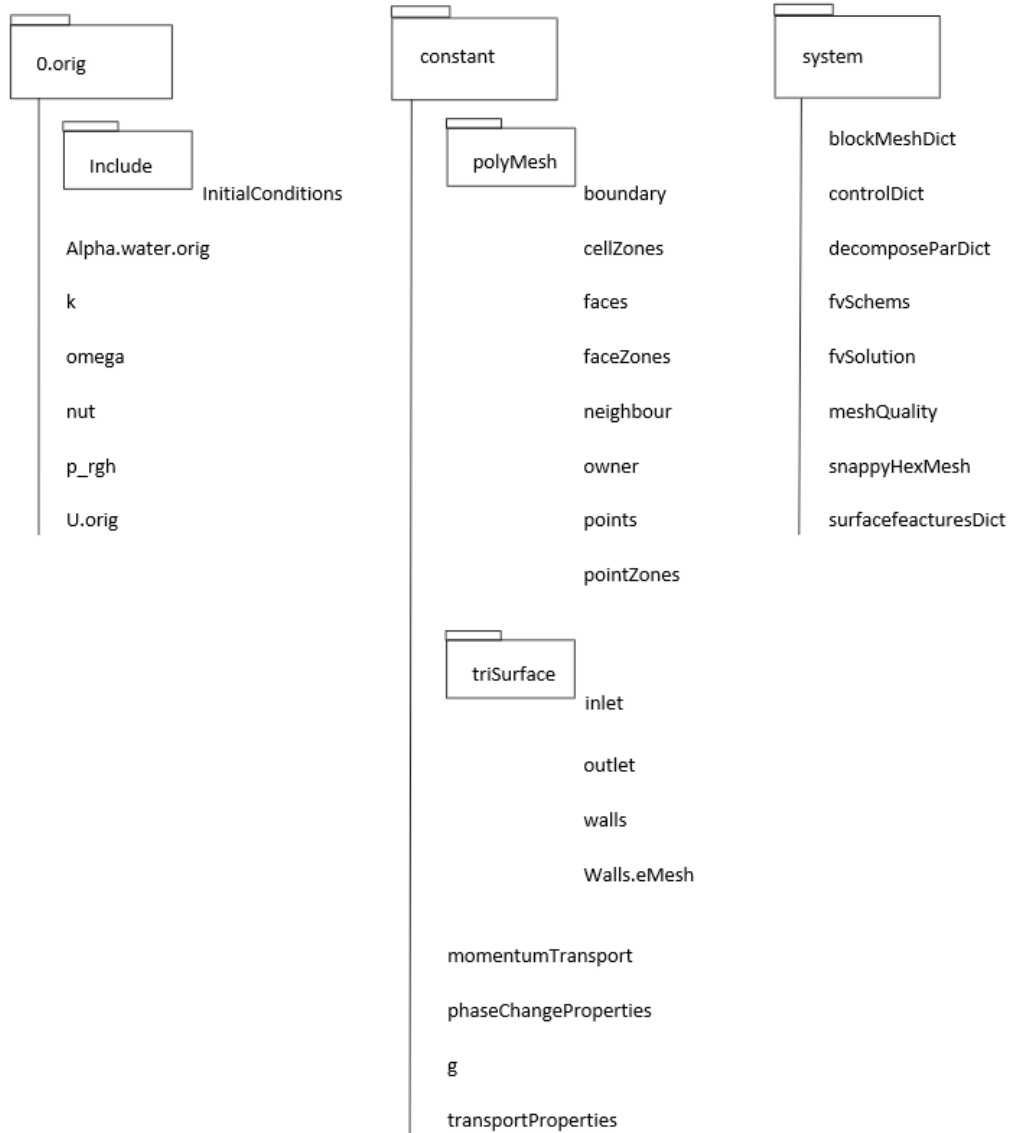 0.orig
Include
InitialConditions
Alpha.water.orig
k
omega
nut
p_rgh
U.orig
constant
polyMesh
boundary
cellZones
faces
faceZones
neighbour
owner
points
pointZones
triSurface
inlet
outlet
walls
Walls.eMesh
momentumTransport
phaseChangeProperties
g
transportProperties
system
blockMeshDict
controlDict
decomposeParDict
fvSchems
fvSolution
meshQuality
snappyHexMesh
surfacefeacturesDict